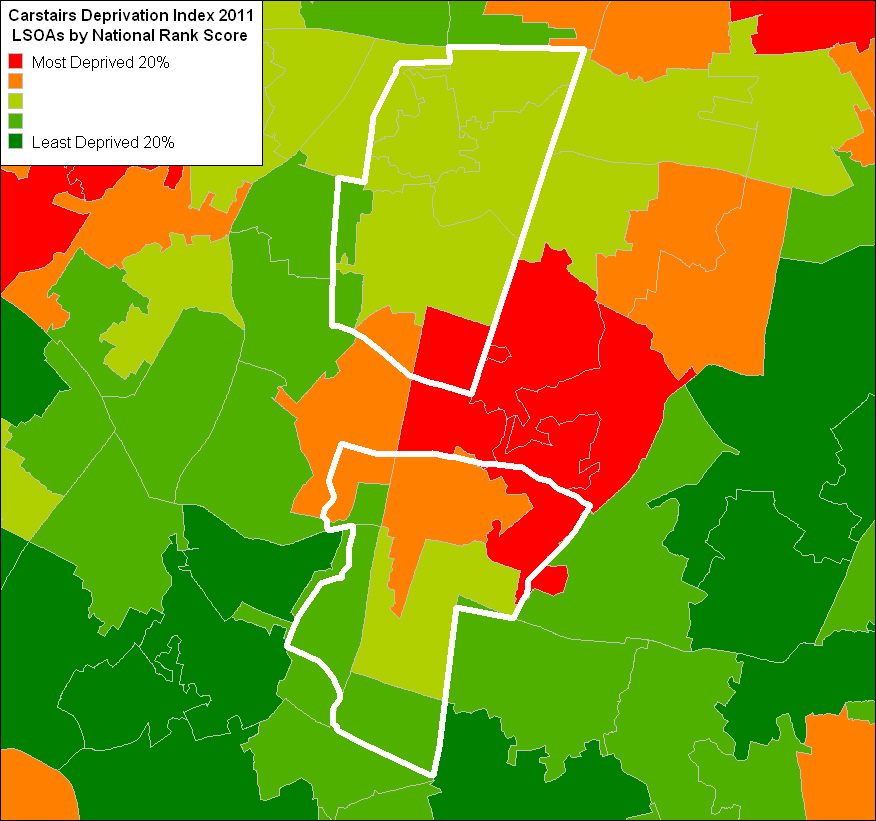 Carstairs Deprivation Index 2011
LSOAs by National Rank Score
Most Deprived 20%
Least Deprived 20%